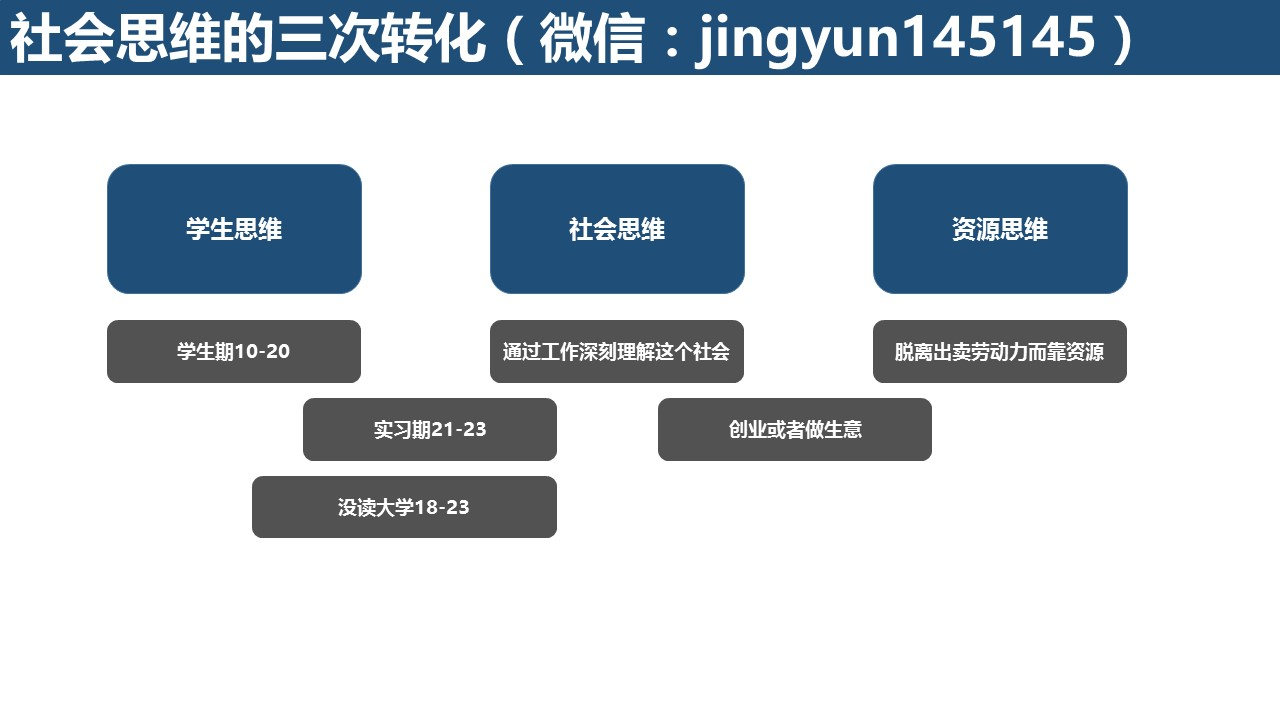 社会思维的三次转化（微信：jingyun145145）
学生思维
社会思维
资源思维
学生期10-20
通过工作深刻理解这个社会
脱离出卖劳动力而靠资源
实习期21-23
创业或者做生意
没读大学18-23